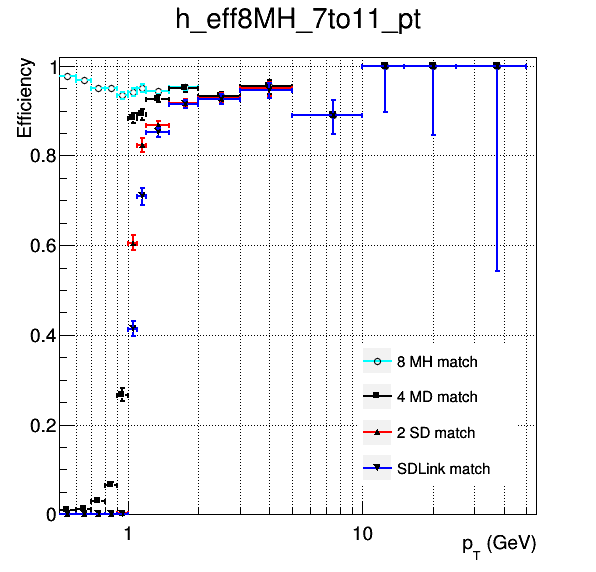 h_eff8MH_7to11_pt
Efficiency
1
0.8
0.6
0.4
0.2
0
8 MH match
4 MD match
2 SD match
SDLink match
1
10
p_T (GeV)